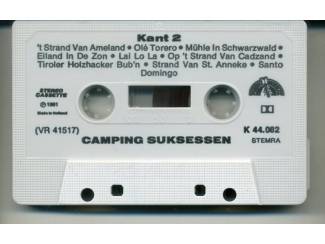 Kant 2
't Strand Van Ameland • Olé Torero • Mühle In Schwarzwald •
Eiland In De Zon • Lai Lo La • Op 't Strand Van Cadzand •
Tiroler Holzhacker Bub'n • Strand Van St. Anneke • Santo
Domingo
STEREO
CASSETTE
℗ 1981
Made in Holland
(VR 41517)
CAMPING SUKSESSEN
K 44.082
STEMRA